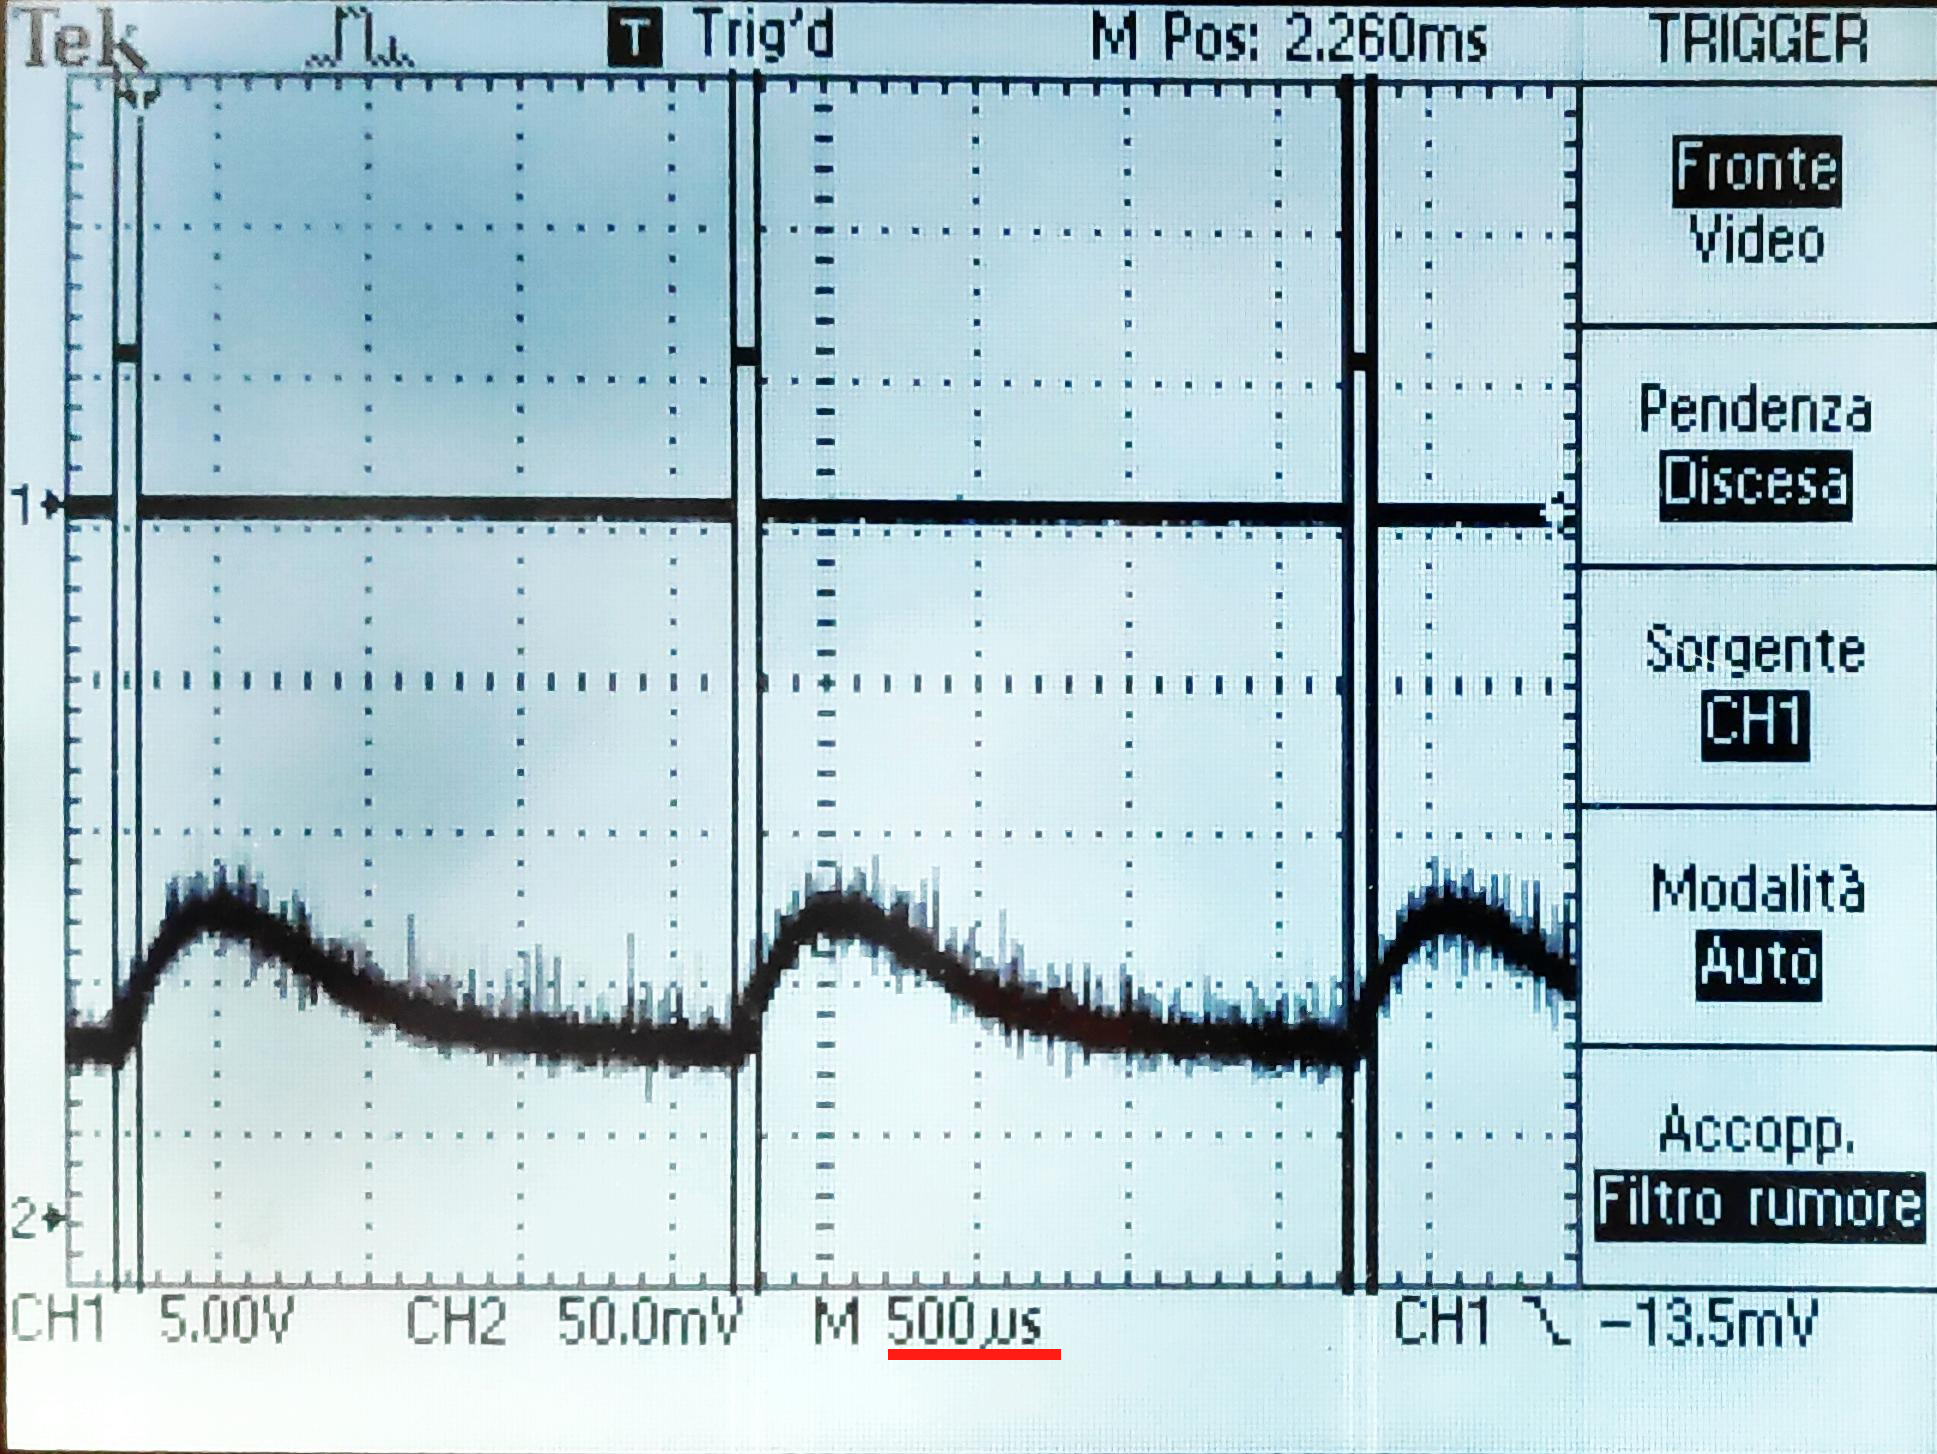 Tek T Trig'd M Pos: 2.260ms TRIGGER
Fronte
Video
Pendenza
Discesa
1
Sorgente
CH1
Modalità
Auto
Accopp.
Filtro rumore
2
CH1 5.00V CH2 50.0mV M 500µs CH1 -13.5mV